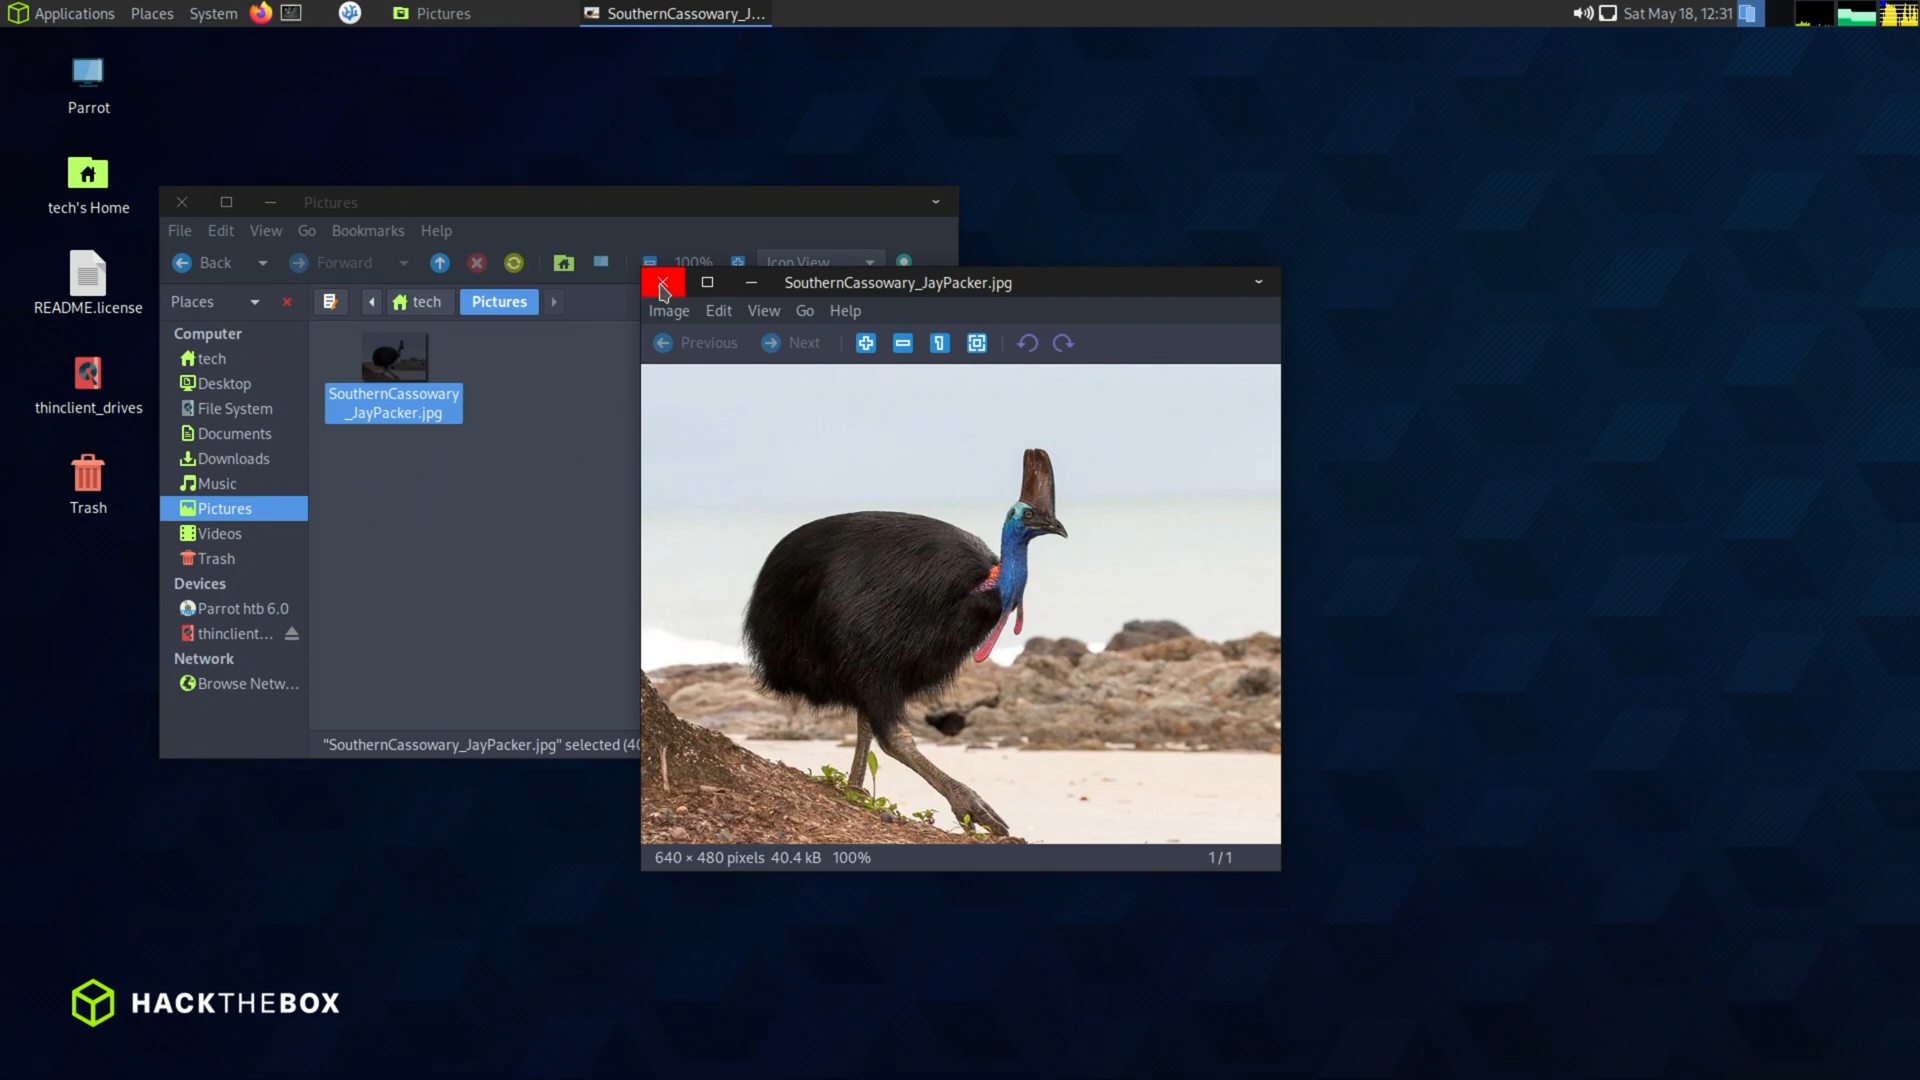 Applications Places System Pictures SouthernCassowary_J... Sat May 18, 12:31
Parrot
tech's Home
README.license
thinclient_drives
Trash
Pictures
File Edit View Go Bookmarks Help
Back Forward 100% Icon View
Places tech Pictures
Computer
tech
Desktop
File System
Documents
Downloads
Music
Pictures
Videos
Trash
Devices
Parrot htb 6.0
thinclient...
Network
Browse Netw...
SouthernCassowary
_JayPacker.jpg
"SouthernCassowary_JayPacker.jpg" selected (40
SouthernCassowary_JayPacker.jpg
Image Edit View Go Help
Previous Next
640 × 480 pixels 40.4 kB 100% 1 / 1
HACKTHEBOX